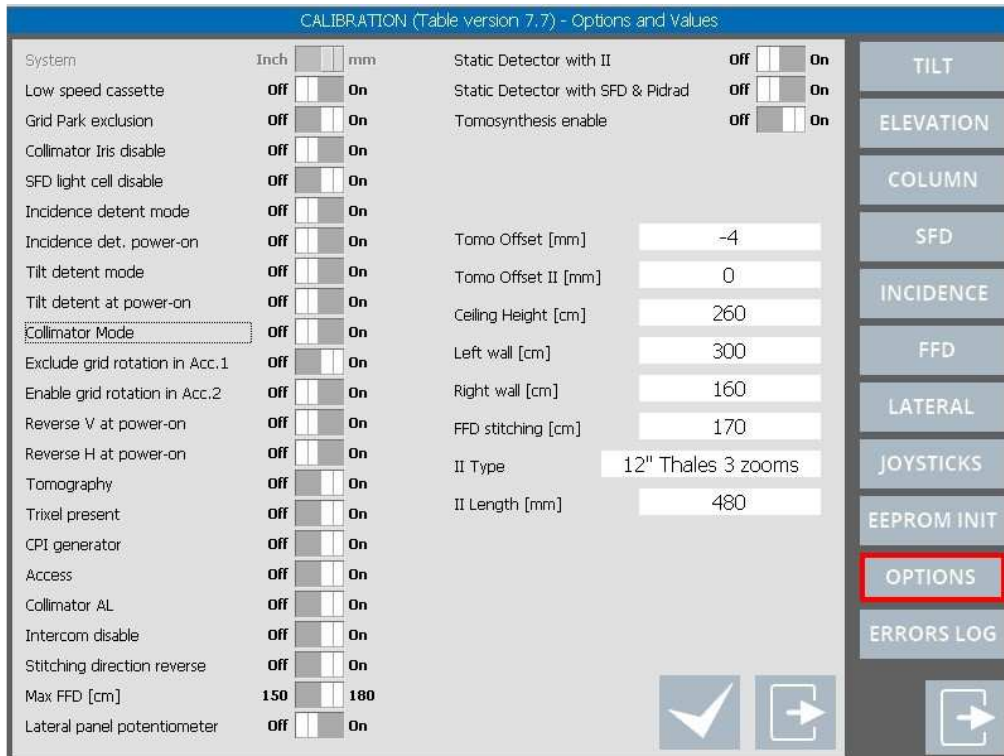 CALIBRATION (Table version 7.7) - Options and Values
System Inch mm
Low speed cassette Off On
Grid Park exclusion Off On
Collimator Iris disable Off On
SFD light cell disable Off On
Incidence detent mode Off On
Incidence det. power-on Off On
Tilt detent mode Off On
Tilt detent at power-on Off On
Collimator Mode Off On
Exclude grid rotation in Acc.1 Off On
Enable grid rotation in Acc.2 Off On
Reverse V at power-on Off On
Reverse H at power-on Off On
Tomography Off On
Trixel present Off On
CPI generator Off On
Access Off On
Collimator AL Off On
Intercom disable Off On
Stitching direction reverse Off On
Max FFD [cm] 150 180
Lateral panel potentiometer Off On
Static Detector with II Off On
Static Detector with SFD & Pidrad Off On
Tomosynthesis enable Off On
Tomo Offset [mm] -4
Tomo Offset II [mm] 0
Ceiling Height [cm] 260
Left wall [cm] 300
Right wall [cm] 160
FFD stitching [cm] 170
II Type 12" Thales 3 zooms
II Length [mm] 480
TILT
ELEVATION
COLUMN
SFD
INCIDENCE
FFD
LATERAL
JOYSTICKS
EEPROM INIT
OPTIONS
ERRORS LOG